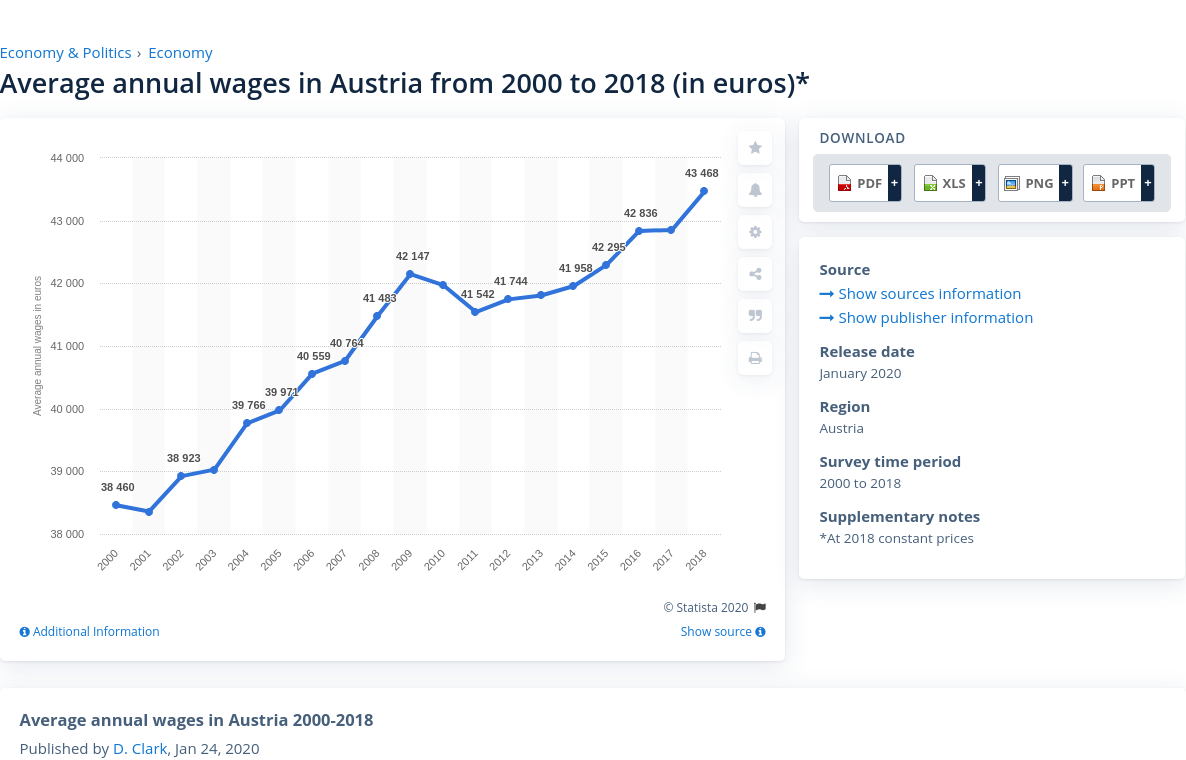 Economy & Politics › Economy
Average annual wages in Austria from 2000 to 2018 (in euros)*
44 000
43 000
42 000
41 000
40 000
39 000
38 000
Average annual wages in euros
38 460
38 923
39 766
39 971
40 559
40 764
41 483
42 147
41 542
41 744
41 958
42 295
42 836
43 468
2000
2001
2002
2003
2004
2005
2006
2007
2008
2009
2010
2011
2012
2013
2014
2015
2016
2017
2018
© Statista 2020
Additional Information
Show source
DOWNLOAD
PDF + XLS + PNG + PPT +
Source
Show sources information
Show publisher information
Release date
January 2020
Region
Austria
Survey time period
2000 to 2018
Supplementary notes
*At 2018 constant prices
Average annual wages in Austria 2000-2018
Published by D. Clark, Jan 24, 2020